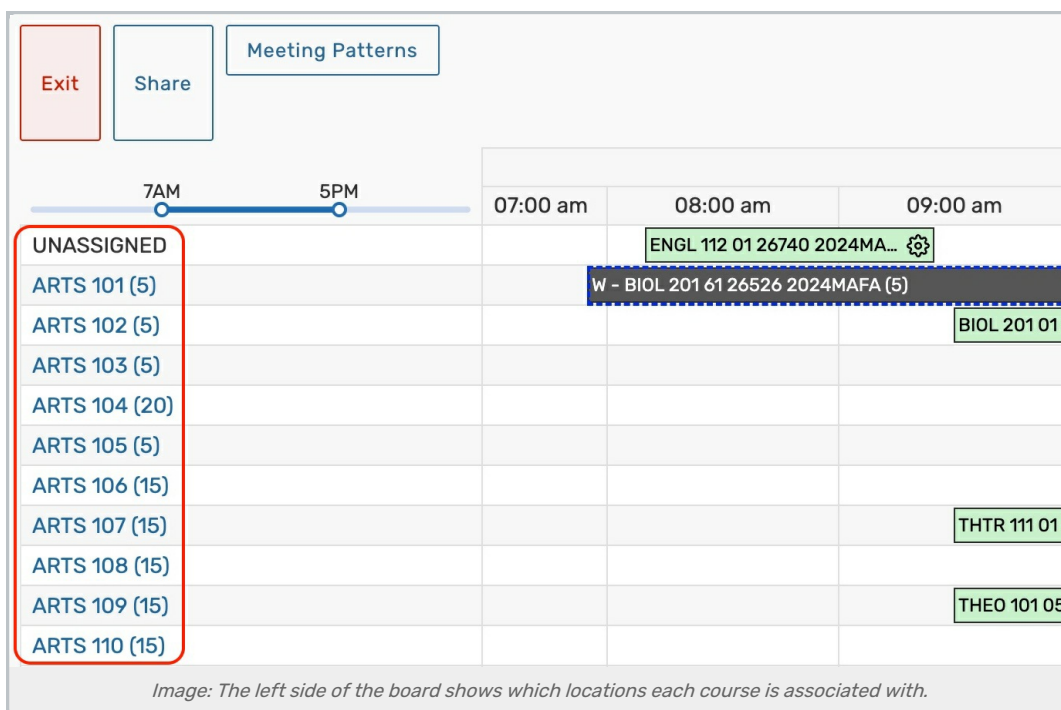 Exit
Share
Meeting Patterns
7AM 5PM
07:00 am 08:00 am 09:00 am
UNASSIGNED ENGL 112 01 26740 2024MA...
ARTS 101 (5) W - BIOL 201 61 26526 2024MAFA (5)
ARTS 102 (5) BIOL 201 01
ARTS 103 (5)
ARTS 104 (20)
ARTS 105 (5)
ARTS 106 (15)
ARTS 107 (15) THTR 111 01
ARTS 108 (15)
ARTS 109 (15) THEO 101 05
ARTS 110 (15)
Image: The left side of the board shows which locations each course is associated with.